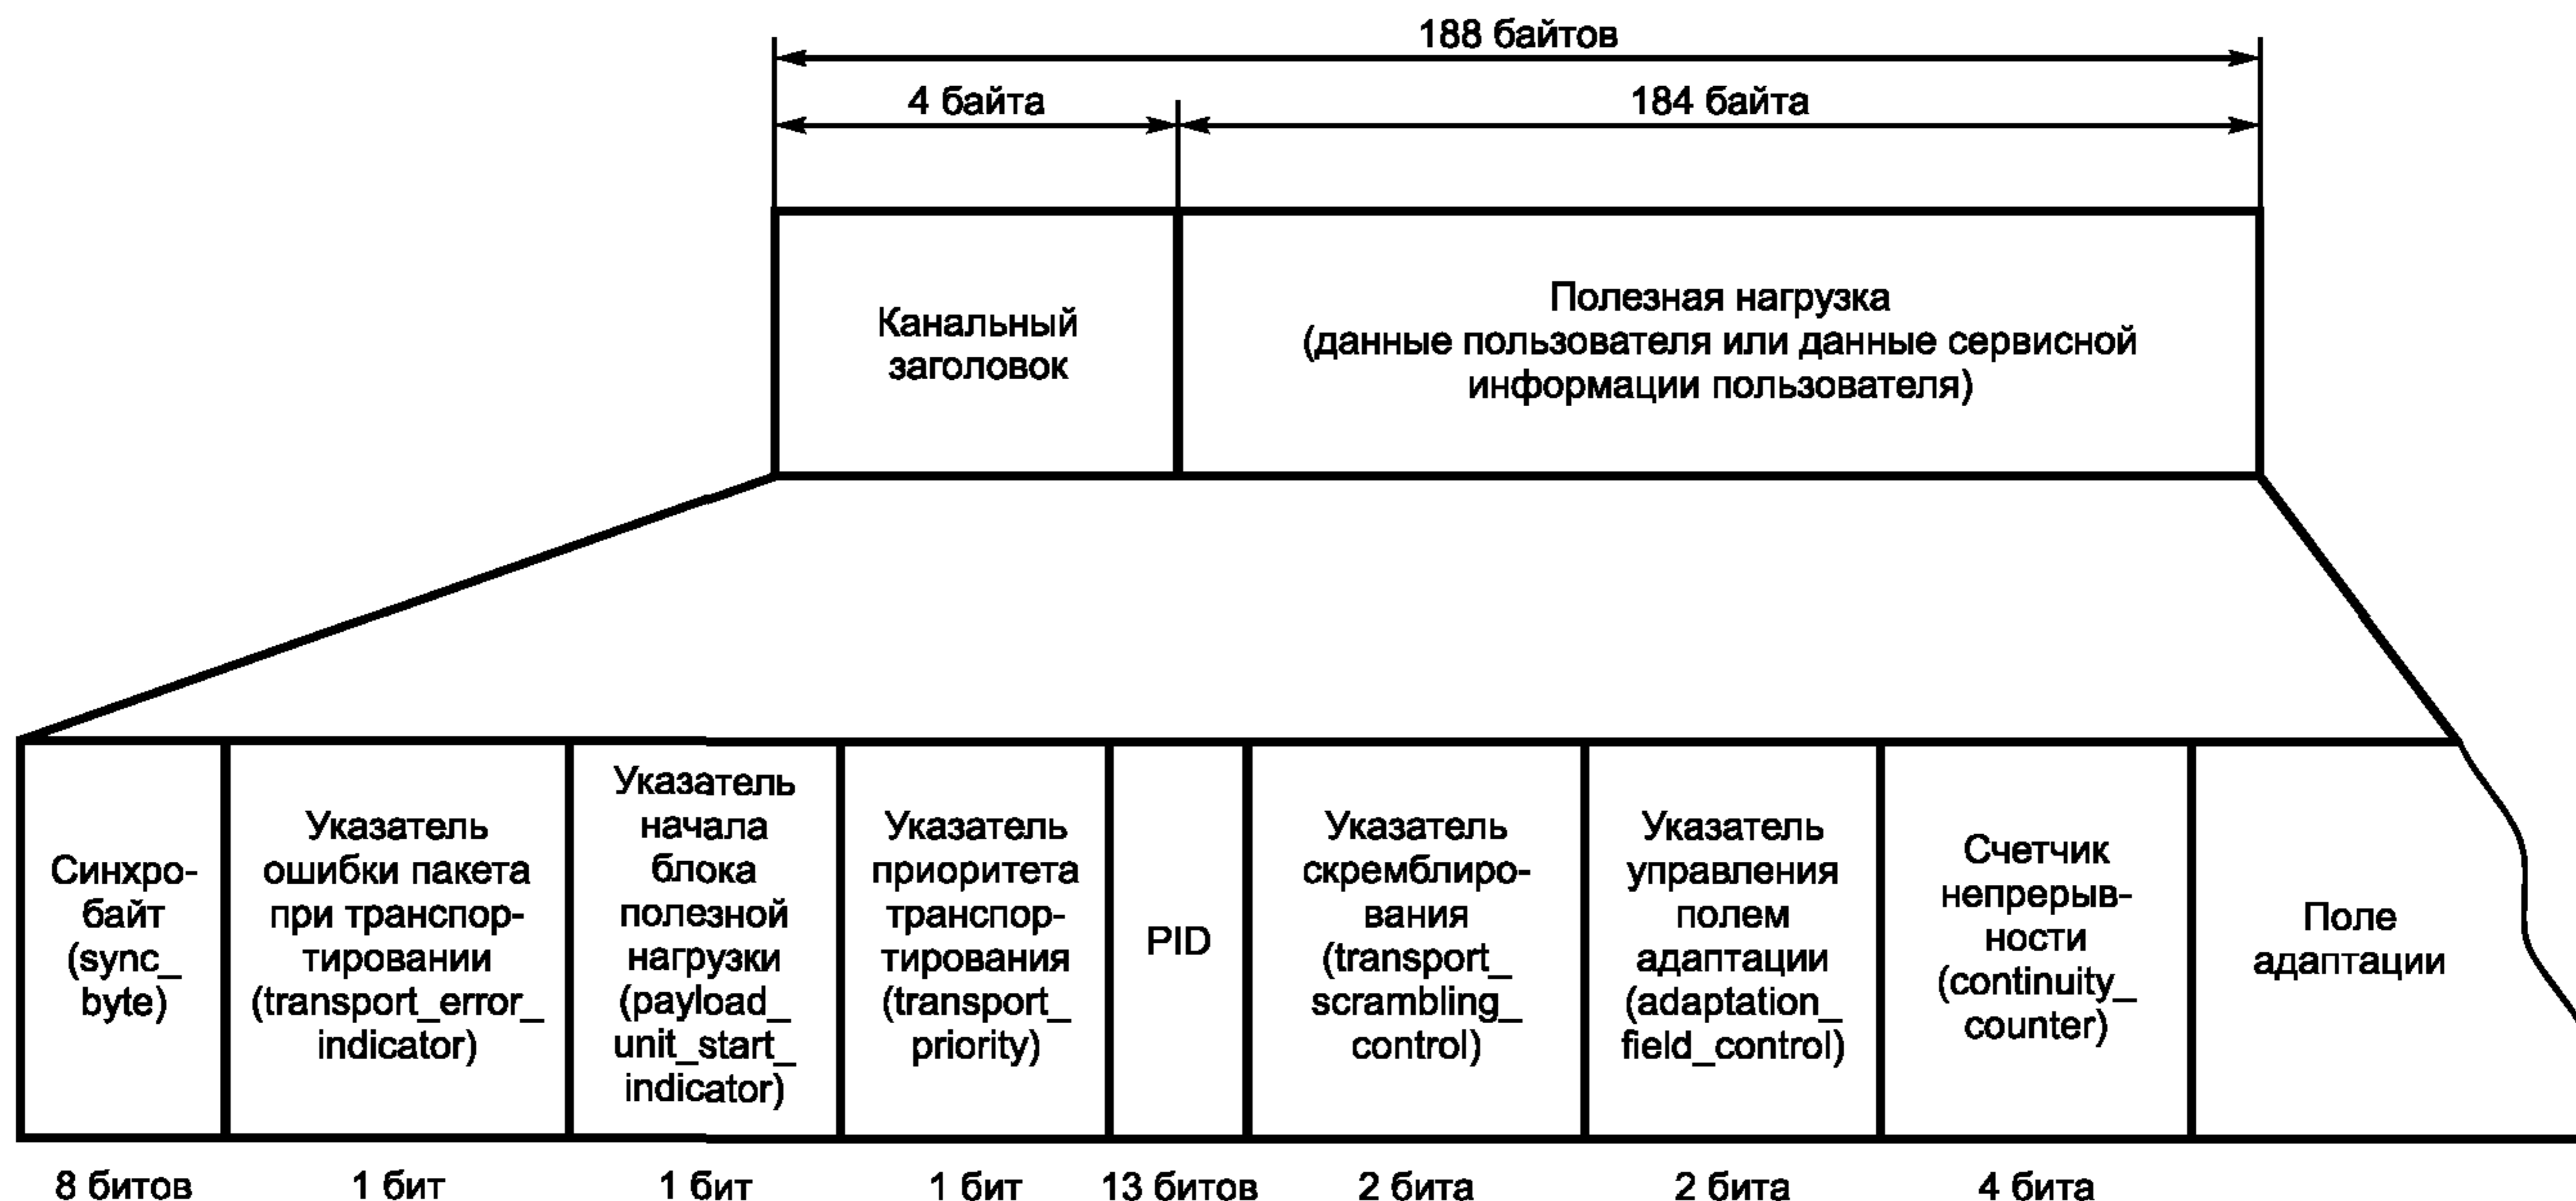 188 байтов
4 байта
184 байта
Канальный
заголовок
Полезная нагрузка
(данные пользователя или данные сервисной
информации пользователя)
Синхро-
байт
(sync_
byte)
Указатель
ошибки пакета
при транспор-
тировании
(transport_error_
indicator)
Указатель
начала
блока
полезной
нагрузки
(payload_
unit_start_
indicator)
Указатель
приоритета
транспор-
тирования
(transport_
priority)
PID
Указатель
скремблиро-
вания
(transport_
scrambling_
control)
Указатель
управления
полем
адаптации
(adaptation_
field_control)
Счетчик
непрерыв-
ности
(continuity_
counter)
Поле
адаптации
8 битов
1 бит
1 бит
1 бит
13 битов
2 бита
2 бита
4 бита